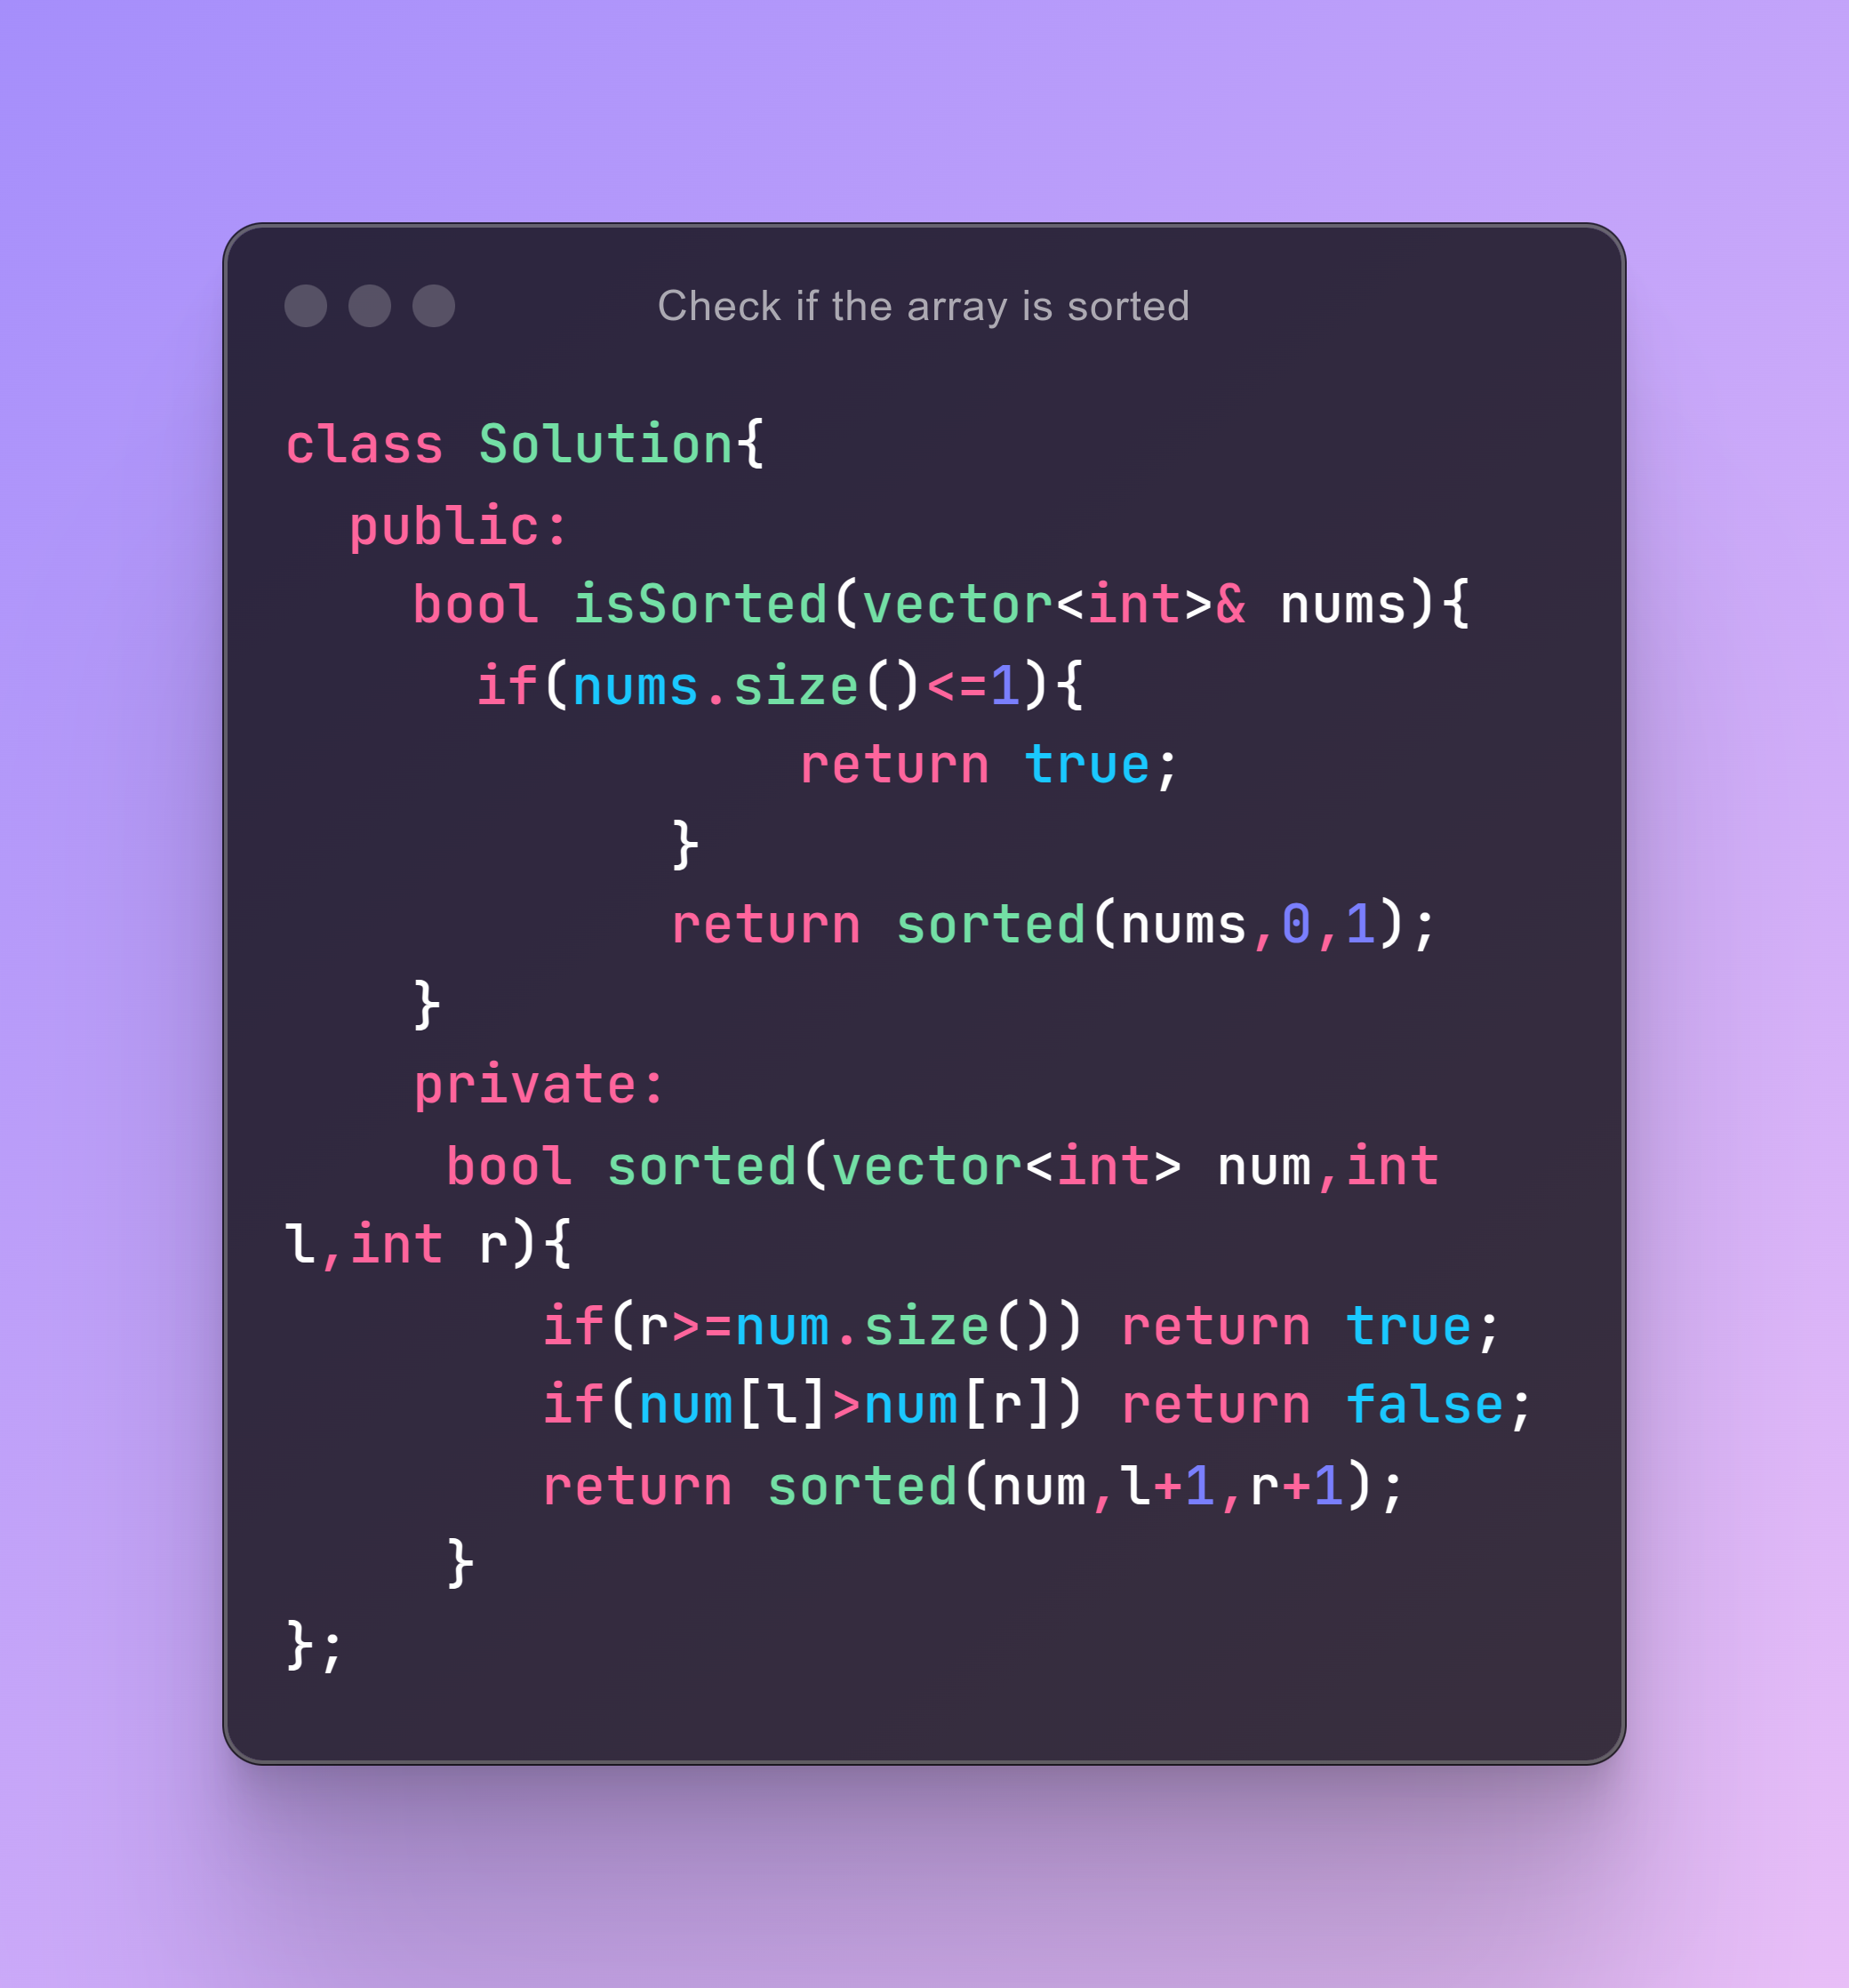 Check if the array is sorted
class Solution{
  public:
    bool isSorted(vector<int>& nums){
      if(nums.size()<=1){
                return true;
            }
            return sorted(nums,0,1);
    }
    private:
     bool sorted(vector<int> num,int
l,int r){
        if(r>=num.size()) return true;
        if(num[l]>num[r]) return false;
        return sorted(num,l+1,r+1);
     }
};